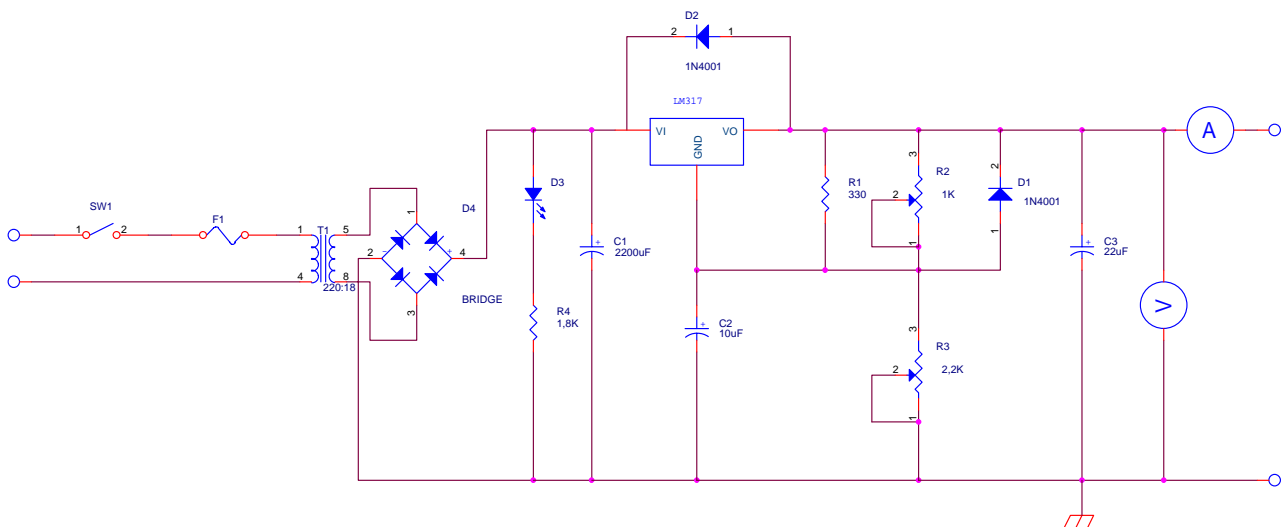 D2
2
1
1N4001
LM317
VI
VO
GND
A
SW1
1
2
F1
1
T1
5
4
8
220:18
1
D4
2
-
+
4
3
BRIDGE
D3
R4
1,8K
+
C1
2200uF
+
C2
10uF
R1
330
3
R2
2
1K
1
2
D1
1N4001
1
+
C3
22uF
V
3
R3
2
2,2K
1